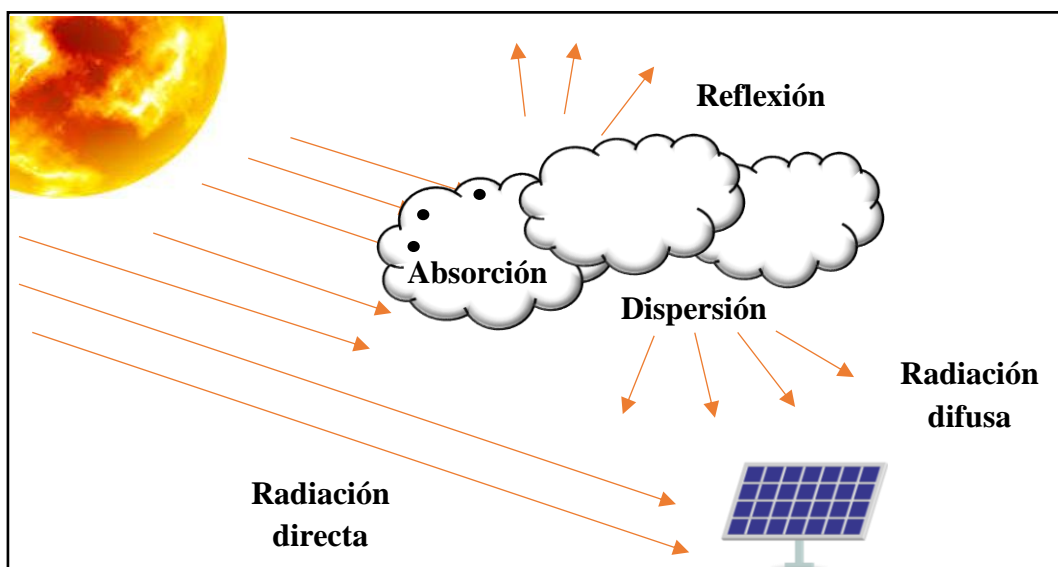 Reflexión
Absorción
Dispersión
Radiación
difusa
Radiación
directa